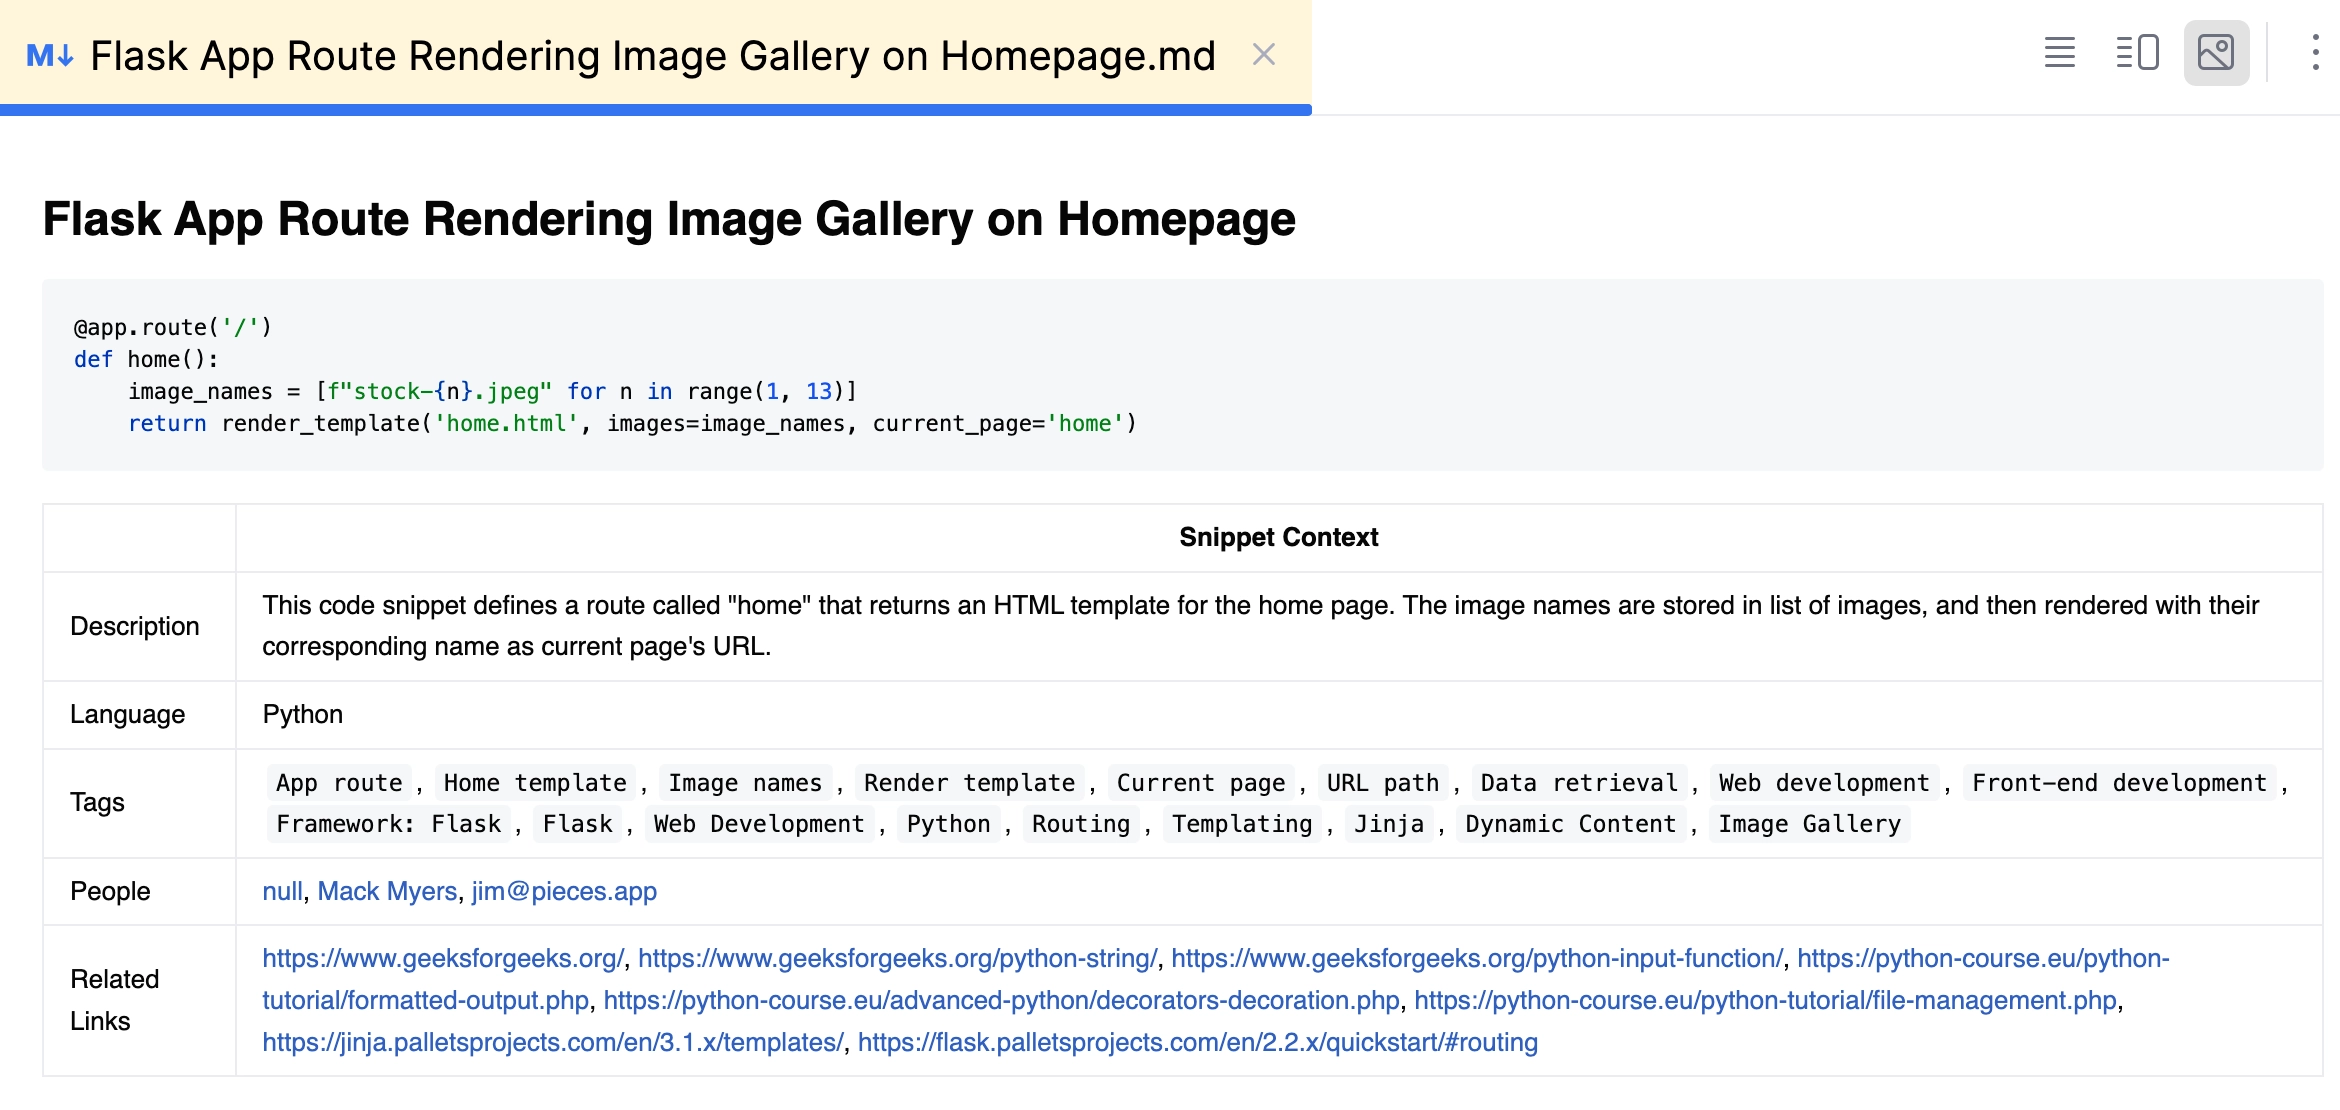 M↓ Flask App Route Rendering Image Gallery on Homepage.md
Flask App Route Rendering Image Gallery on Homepage
@app.route('/')
def home():
    image_names = [f"stock-{n}.jpeg" for n in range(1, 13)]
    return render_template('home.html', images=image_names, current_page='home')
Snippet Context
Description
This code snippet defines a route called "home" that returns an HTML template for the home page. The image names are stored in list of images, and then rendered with their
corresponding name as current page's URL.
Language
Python
Tags
App route , Home template , Image names , Render template , Current page , URL path , Data retrieval , Web development , Front-end development ,
Framework: Flask , Flask , Web Development , Python , Routing , Templating , Jinja , Dynamic Content , Image Gallery
People
null, Mack Myers, jim@pieces.app
Related
Links
https://www.geeksforgeeks.org/, https://www.geeksforgeeks.org/python-string/, https://www.geeksforgeeks.org/python-input-function/, https://python-course.eu/python-
tutorial/formatted-output.php, https://python-course.eu/advanced-python/decorators-decoration.php, https://python-course.eu/python-tutorial/file-management.php,
https://jinja.palletsprojects.com/en/3.1.x/templates/, https://flask.palletsprojects.com/en/2.2.x/quickstart/#routing